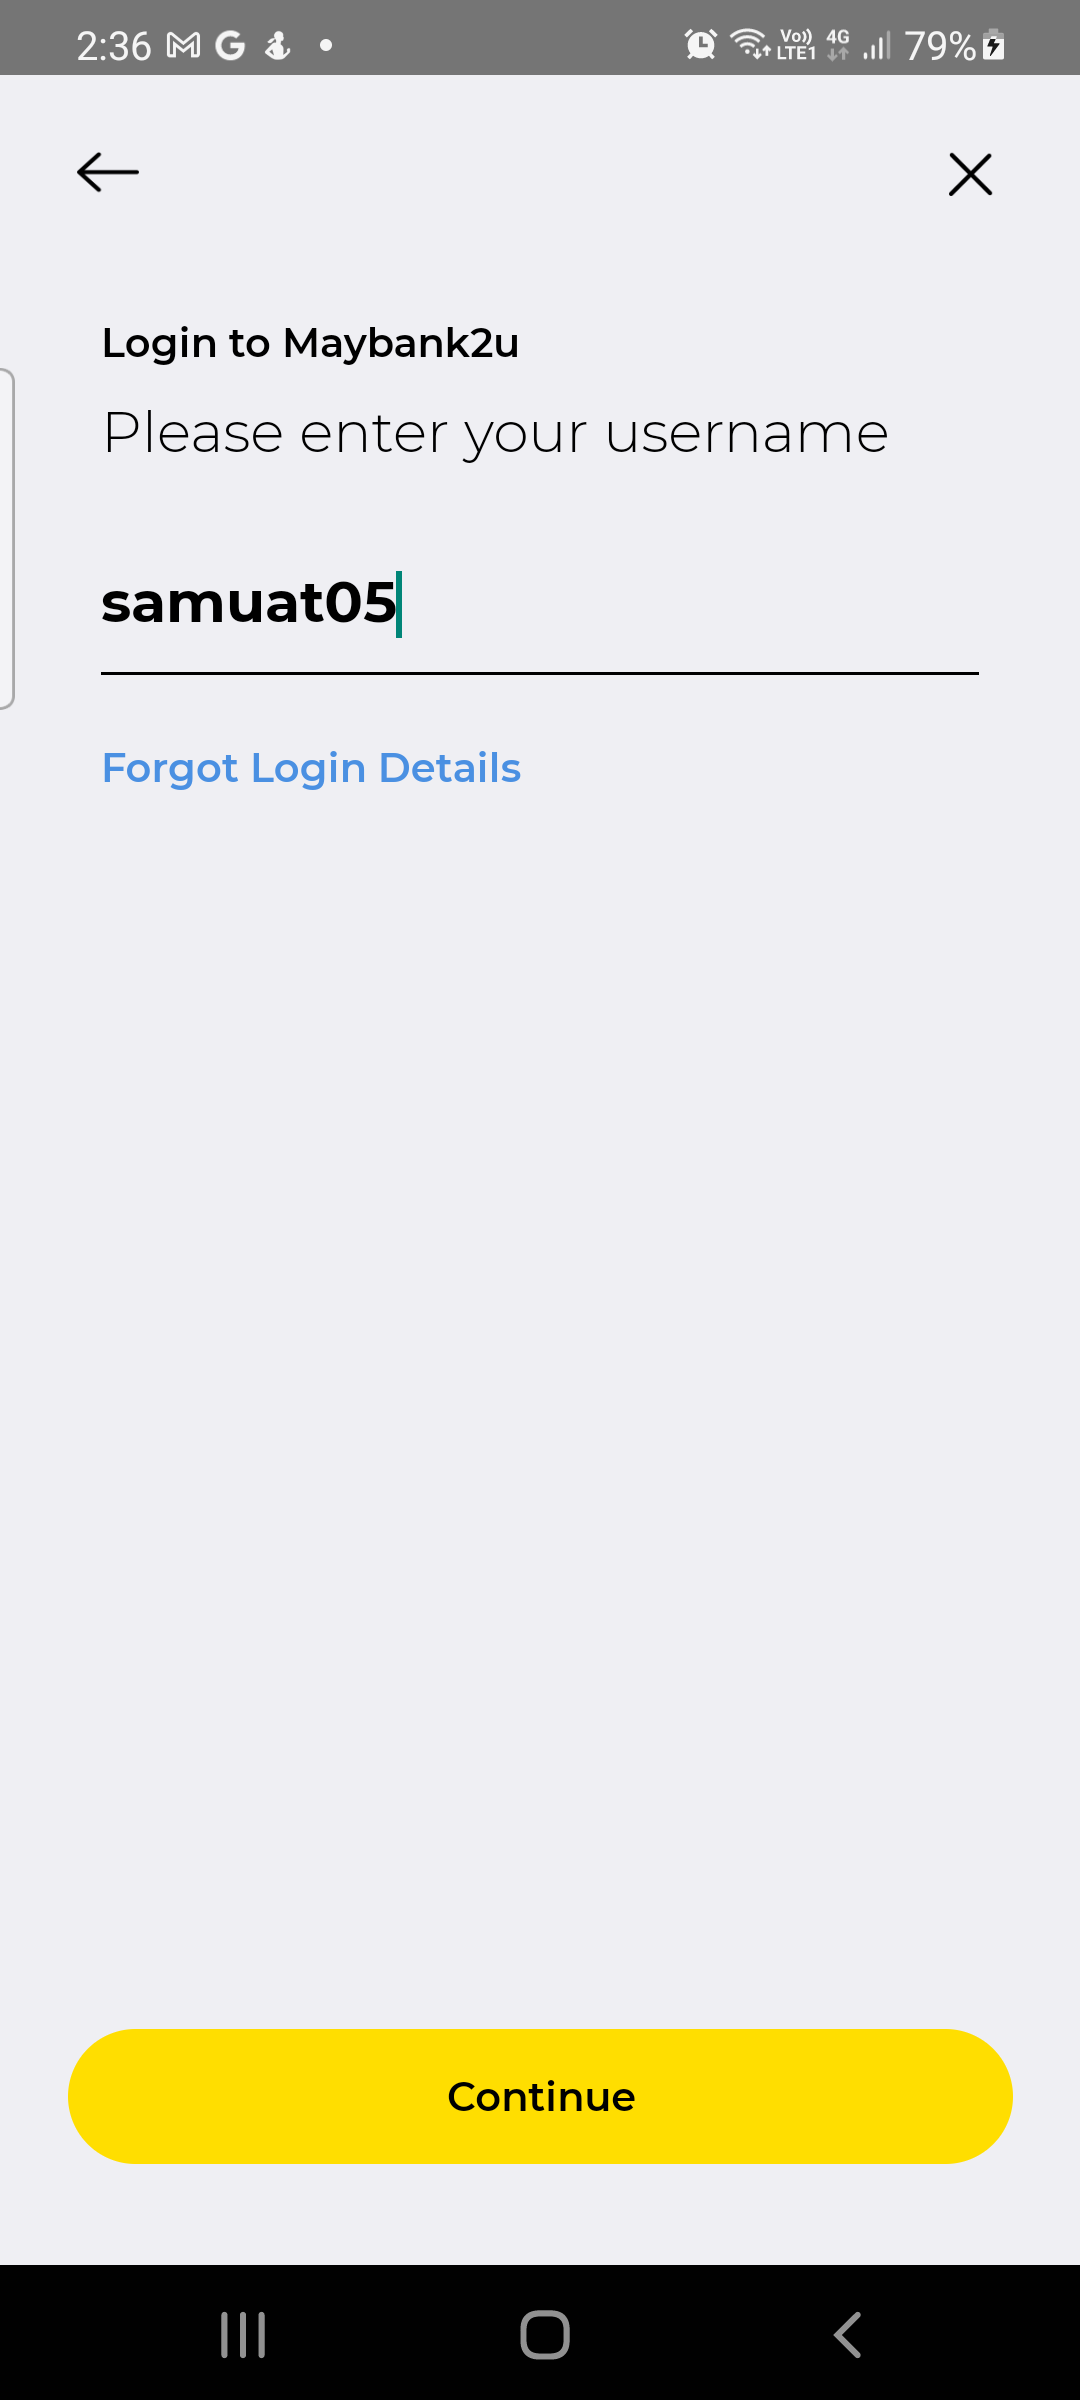 2:36 Vo)) LTE1 4G 79%
Login to Maybank2u
Please enter your username
samuat05
Forgot Login Details
Continue